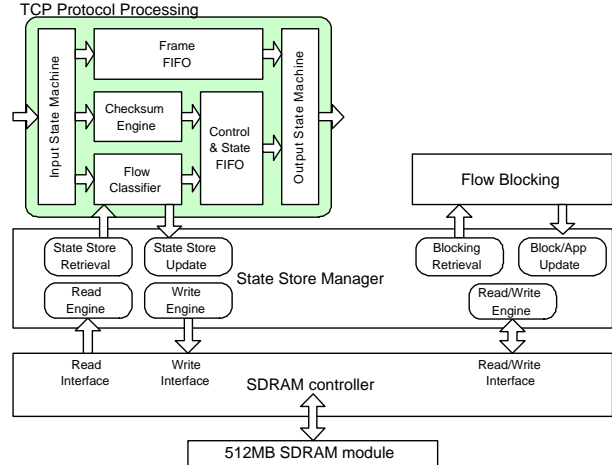 TCP Protocol Processing
Input State Machine
Frame
FIFO
Checksum
Engine
Flow
Classifier
Control
& State
FIFO
Output State Machine
Flow Blocking
State Store
Retrieval
State Store
Update
Blocking
Retrieval
Block/App
Update
State Store Manager
Read
Engine
Write
Engine
Read/Write
Engine
Read
Interface
Write
Interface
Read/Write
Interface
SDRAM controller
512MB SDRAM module